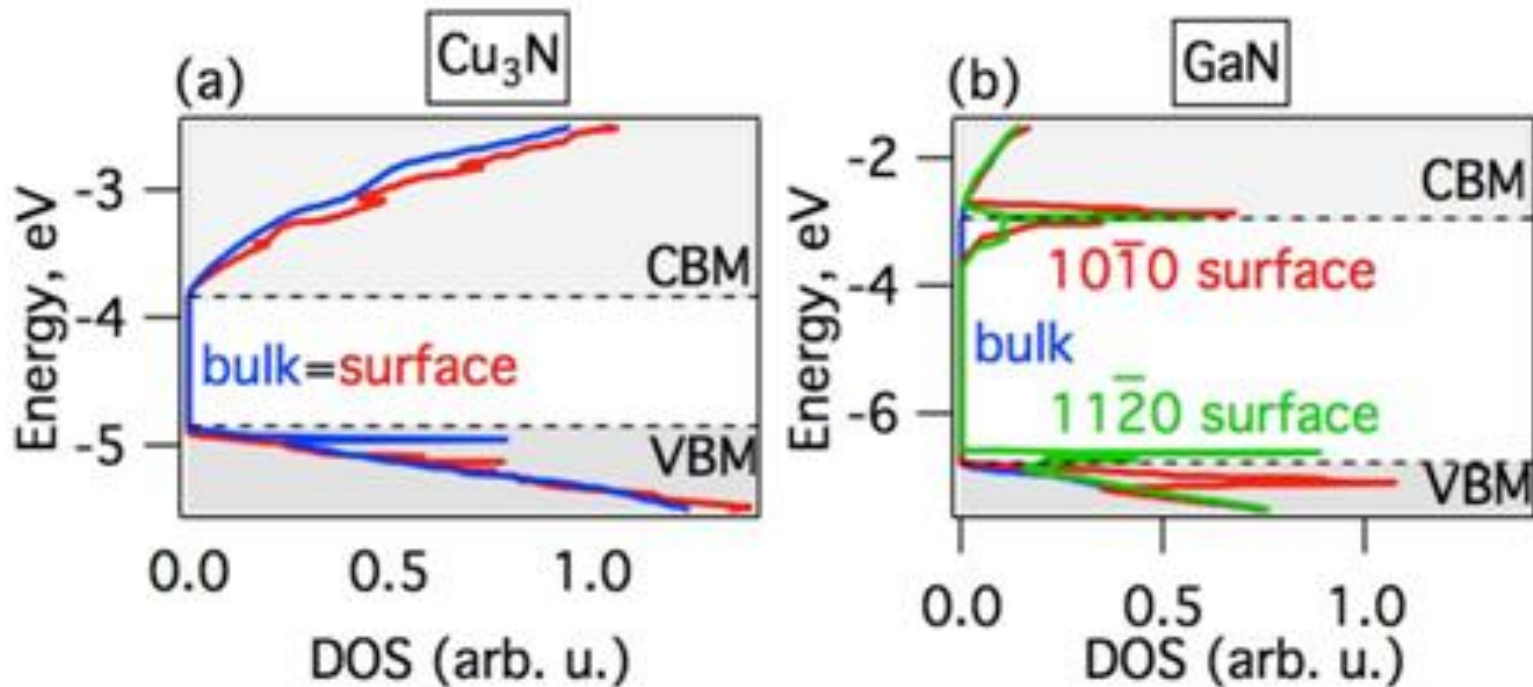 (a)
Cu₃N
Energy, eV
-3
-4
-5
CBM
bulk=surface
VBM
0.0 0.5 1.0
DOS (arb. u.)
(b)
GaN
Energy, eV
-2
-4
-6
CBM
101̅0 surface
bulk
112̅0 surface
VBM
0.0 0.5 1.0
DOS (arb. u.)